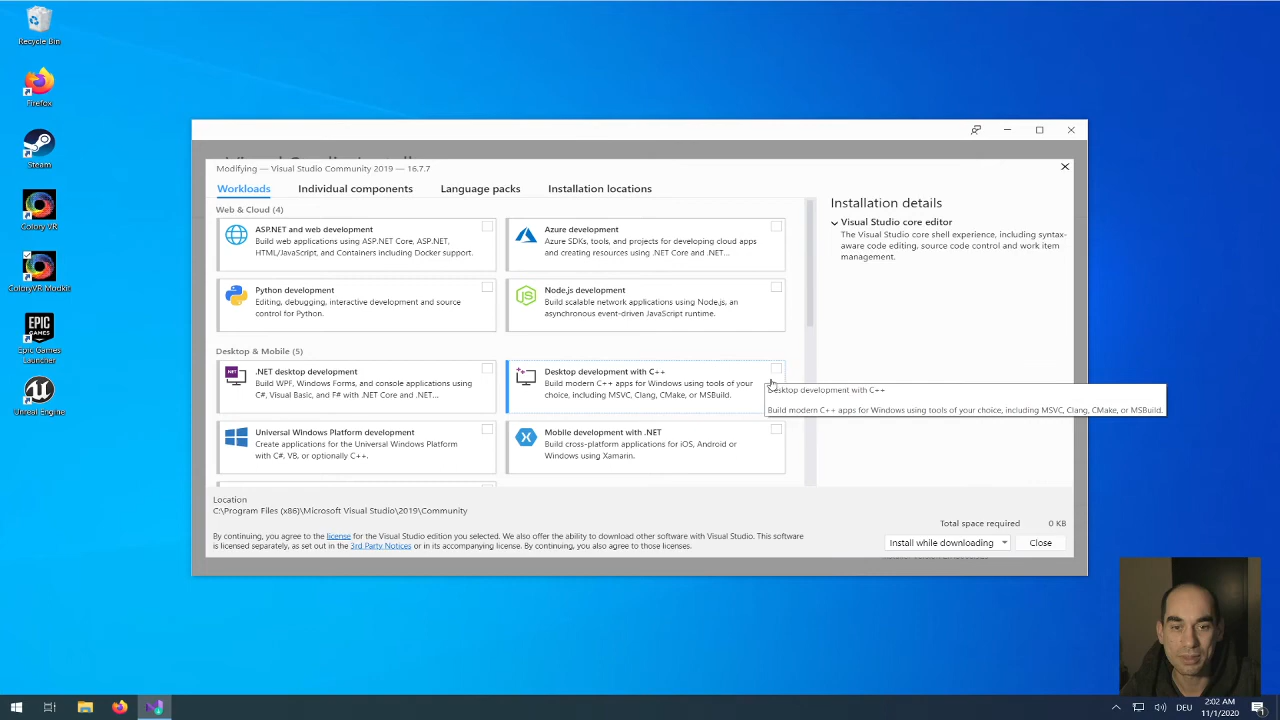 Recycle Bin
Firefox
Steam
Colory VR
ColoryVR Modkit
Epic Games
Launcher
Unreal Engine
Modifying — Visual Studio Community 2019 — 16.7.7
Workloads
Individual components
Language packs
Installation locations
Web & Cloud (4)
ASP.NET and web development
Build web applications using ASP.NET Core, ASP.NET,
HTML/JavaScript, and Containers including Docker support.
Azure development
Azure SDKs, tools, and projects for developing cloud apps
and creating resources using .NET Core and .NET...
Python development
Editing, debugging, interactive development and source
control for Python.
Node.js development
Build scalable network applications using Node.js, an
asynchronous event-driven JavaScript runtime.
Desktop & Mobile (5)
.NET desktop development
Build WPF, Windows Forms, and console applications using
C#, Visual Basic, and F# with .NET Core and .NET...
Desktop development with C++
Build modern C++ apps for Windows using tools of your
choice, including MSVC, Clang, CMake, or MSBuild.
Universal Windows Platform development
Create applications for the Universal Windows Platform
with C#, VB, or optionally C++.
Mobile development with .NET
Build cross-platform applications for iOS, Android or
Windows using Xamarin.
Installation details
Visual Studio core editor
The Visual Studio core shell experience, including syntax-
aware code editing, source code control and work item
management.
Desktop development with C++
Build modern C++ apps for Windows using tools of your choice, including MSVC, Clang, CMake, or MSBuild.
Location
C:\Program Files (x86)\Microsoft Visual Studio\2019\Community
By continuing, you agree to the license for the Visual Studio edition you selected. We also offer the ability to download other software with Visual Studio. This software
is licensed separately, as set out in the 3rd Party Notices or in its accompanying license. By continuing, you also agree to those licenses.
Total space required 0 KB
Install while downloading
Close
DEU
2:02 AM
11/1/2020
1